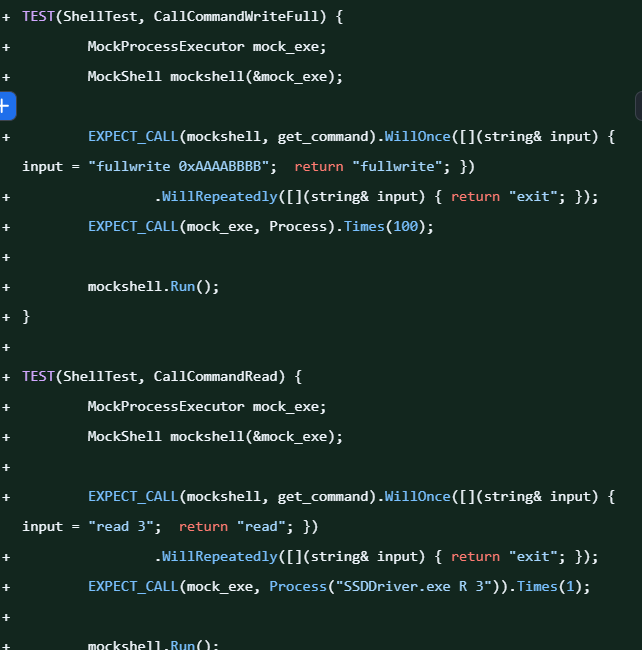 + TEST(ShellTest, CallCommandWriteFull) {
+ MockProcessExecutor mock_exe;
+ MockShell mockshell(&mock_exe);
+
+ EXPECT_CALL(mockshell, get_command).WillOnce([](string& input) {
input = "fullwrite 0xAAAABBBB";  return "fullwrite"; })
+ .WillRepeatedly([](string& input) { return "exit"; });
+ EXPECT_CALL(mock_exe, Process).Times(100);
+
+ mockshell.Run();
+ }
+
+ TEST(ShellTest, CallCommandRead) {
+ MockProcessExecutor mock_exe;
+ MockShell mockshell(&mock_exe);
+
+ EXPECT_CALL(mockshell, get_command).WillOnce([](string& input) {
input = "read 3";  return "read"; })
+ .WillRepeatedly([](string& input) { return "exit"; });
+ EXPECT_CALL(mock_exe, Process("SSDDriver.exe R 3")).Times(1);
+
+ mockshell.Run();